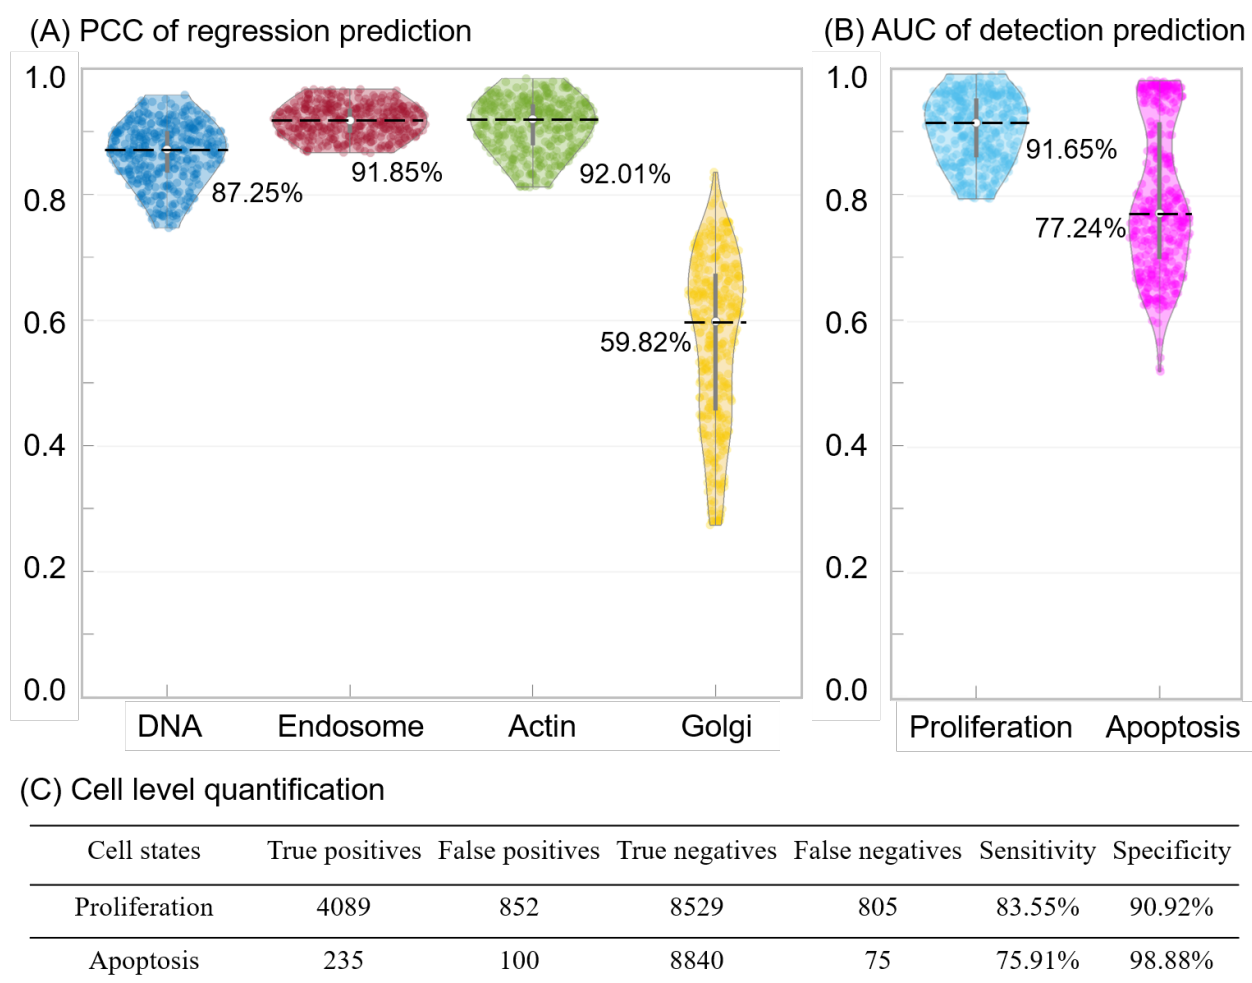 (A) PCC of regression prediction
1.0
0.8
0.6
0.4
0.2
0.0
87.25%
91.85%
92.01%
59.82%
DNA Endosome Actin Golgi
(B) AUC of detection prediction
1.0
0.8
0.6
0.4
0.2
0.0
91.65%
77.24%
Proliferation Apoptosis
(C) Cell level quantification
Cell states True positives False positives True negatives False negatives Sensitivity Specificity
Proliferation 4089 852 8529 805 83.55% 90.92%
Apoptosis 235 100 8840 75 75.91% 98.88%